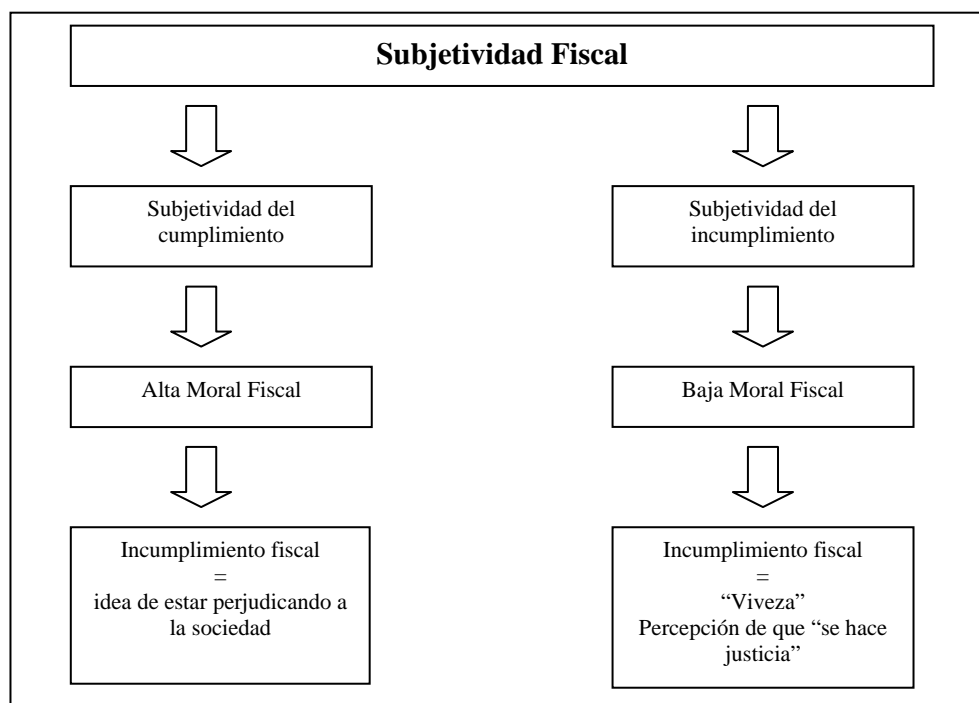 Subjetividad Fiscal
Subjetividad del
cumplimiento
Subjetividad del
incumplimiento
Alta Moral Fiscal
Baja Moral Fiscal
Incumplimiento fiscal
=
idea de estar perjudicando a
la sociedad
Incumplimiento fiscal
=
“Viveza”
Percepción de que “se hace
justicia”